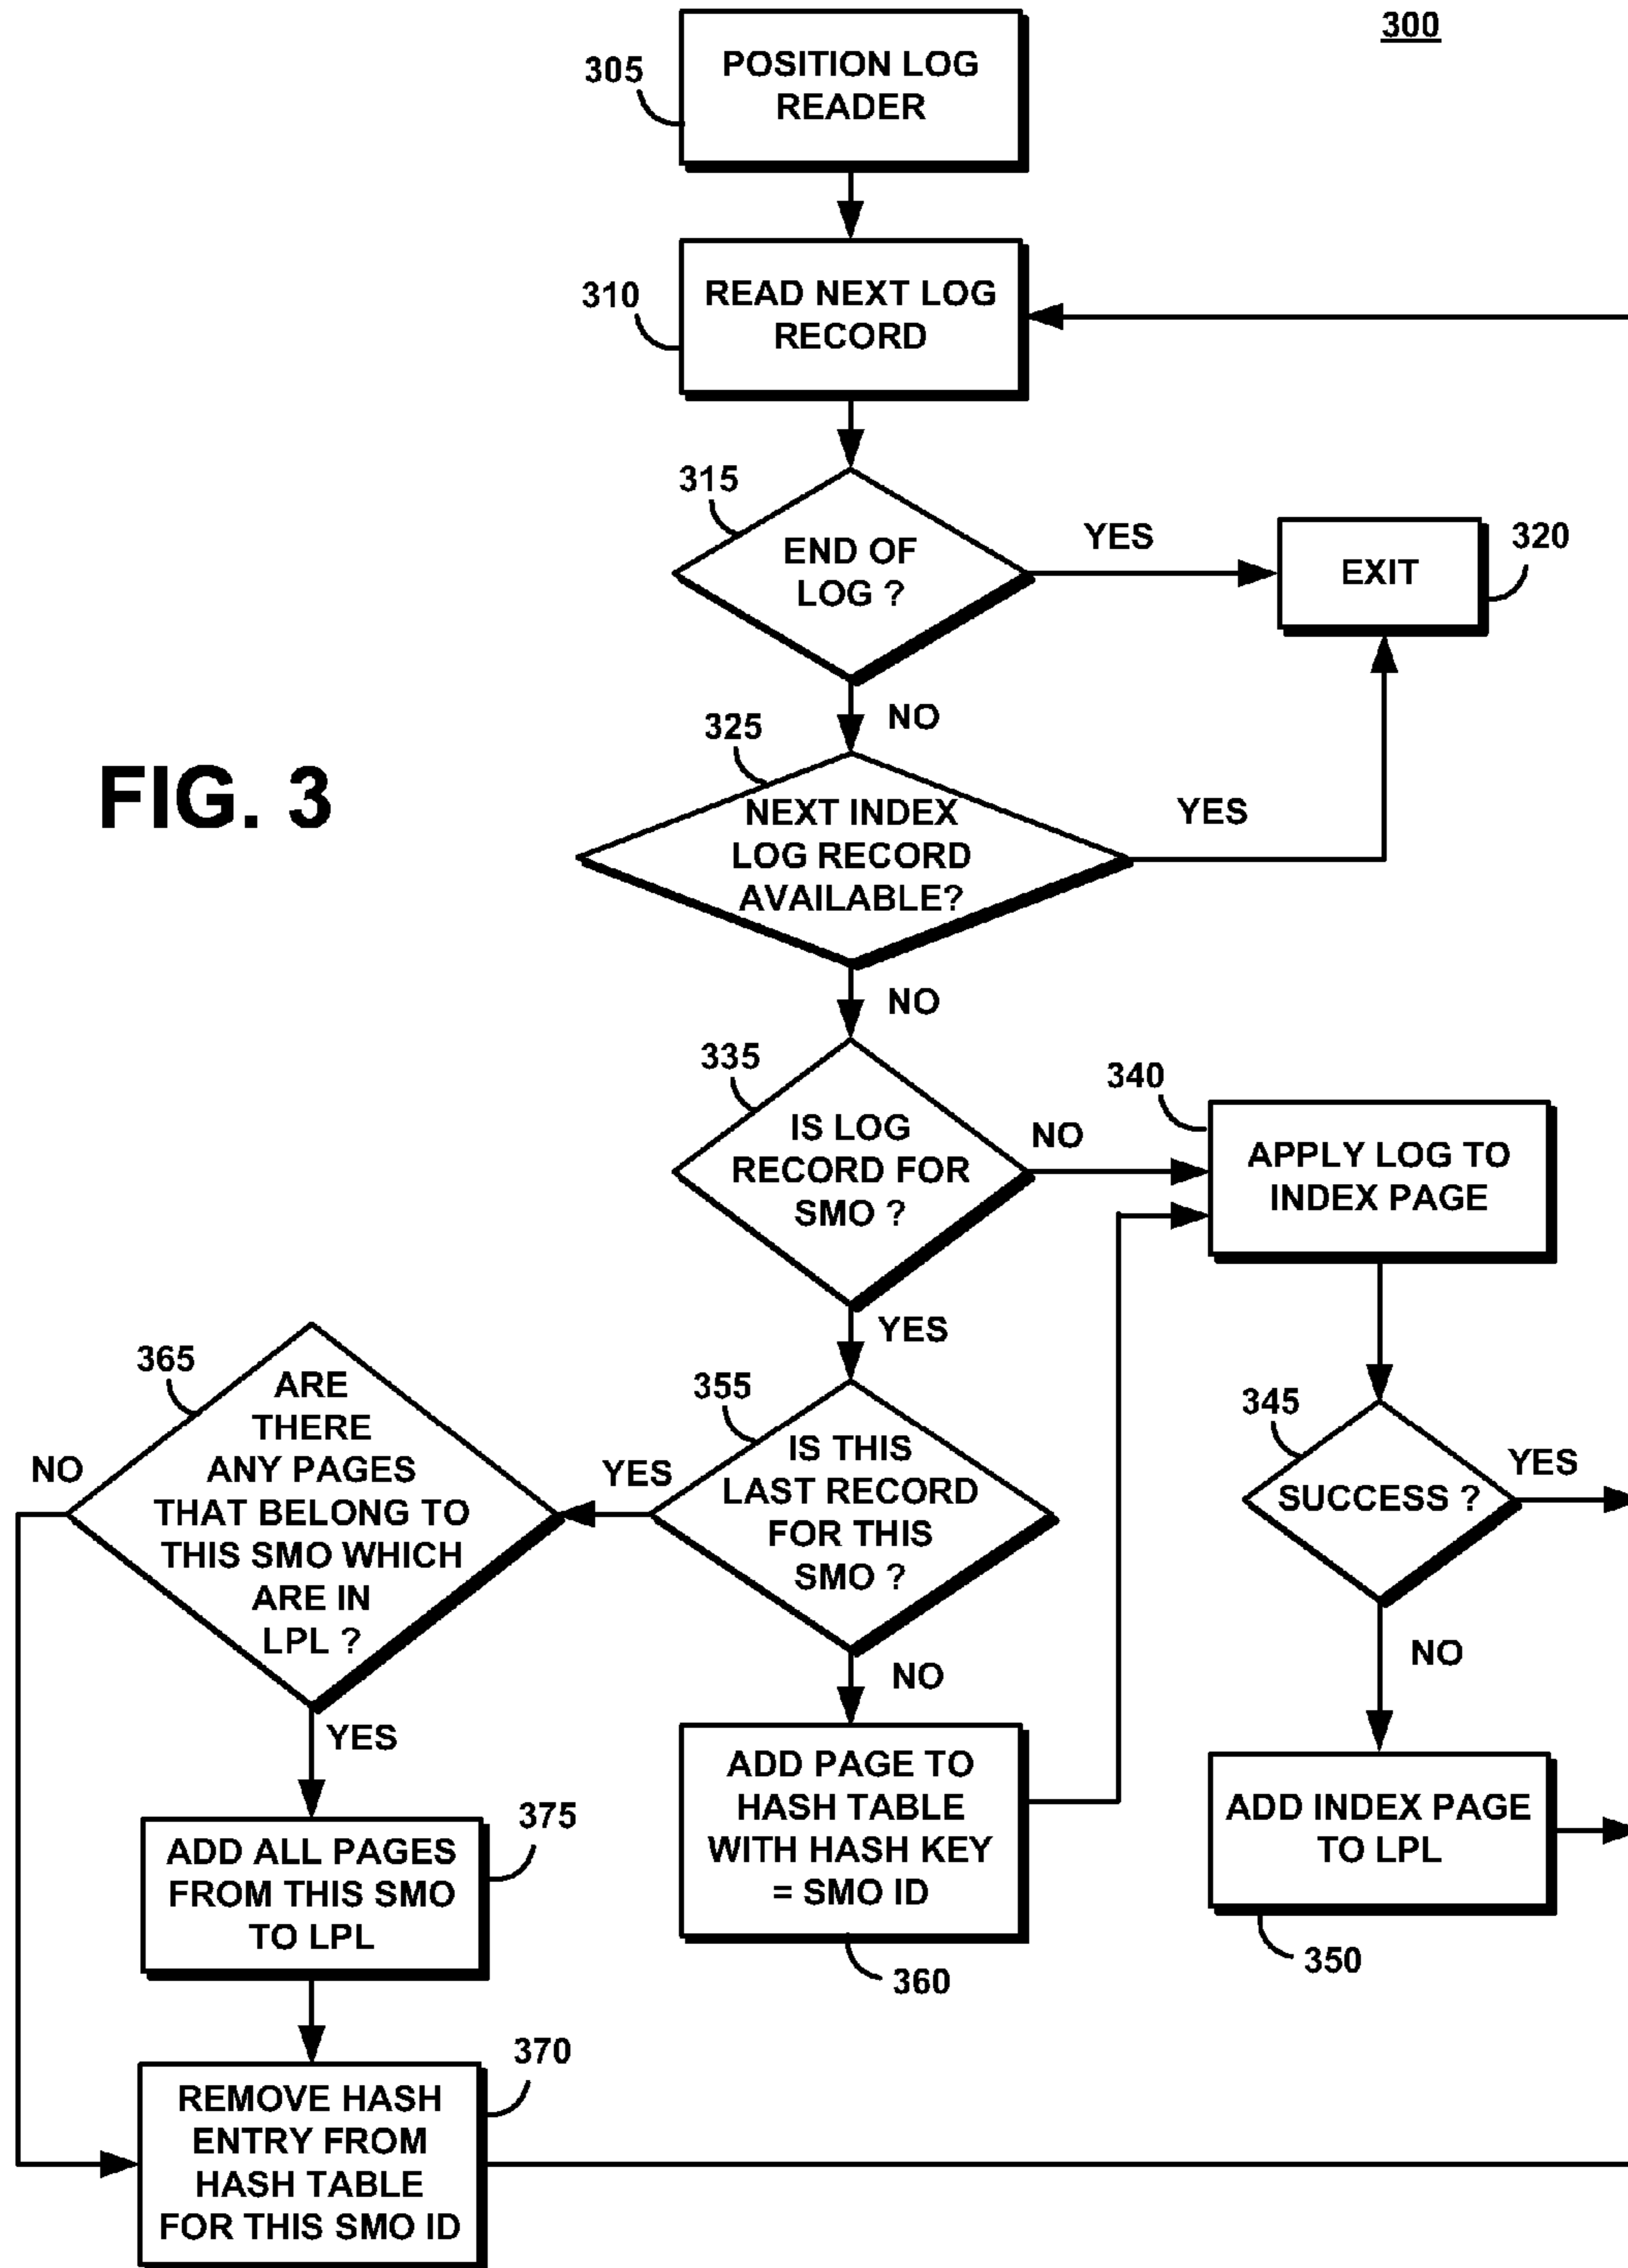 300
305
POSITION LOG
READER
310
READ NEXT LOG
RECORD
315
END OF
LOG ?
YES
EXIT
320
NO
FIG. 3
325
NEXT INDEX
LOG RECORD
AVAILABLE?
YES
NO
335
IS LOG
RECORD FOR
SMO ?
NO
340
APPLY LOG TO
INDEX PAGE
YES
365
ARE
THERE
ANY PAGES
THAT BELONG TO
THIS SMO WHICH
ARE IN
LPL ?
NO
YES
355
IS THIS
LAST RECORD
FOR THIS
SMO ?
YES
NO
345
SUCCESS ?
YES
NO
375
ADD ALL PAGES
FROM THIS SMO
TO LPL
ADD PAGE TO
HASH TABLE
WITH HASH KEY
= SMO ID
360
ADD INDEX PAGE
TO LPL
350
370
REMOVE HASH
ENTRY FROM
HASH TABLE
FOR THIS SMO ID